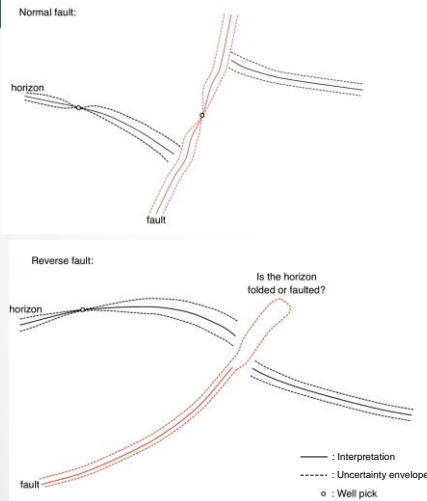 Normal fault:
horizon
fault
Reverse fault:
Is the horizon
folded or faulted?
horizon
fault
: Interpretation
: Uncertainty envelope
: Well pick